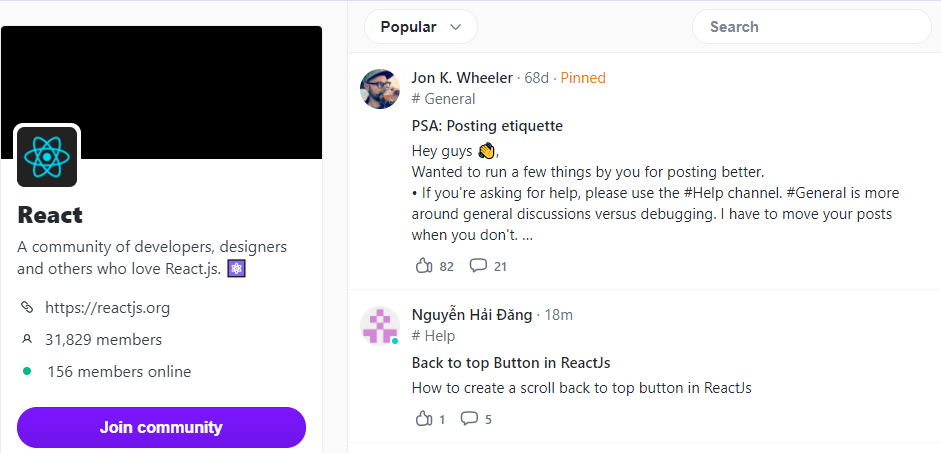 Popular
Search
React
A community of developers, designers
and others who love React.js. ⚛️
https://reactjs.org
31,829 members
156 members online
Join community
Jon K. Wheeler · 68d · Pinned
# General
PSA: Posting etiquette
Hey guys 👏,
Wanted to run a few things by you for posting better.
• If you're asking for help, please use the #Help channel. #General is more
around general discussions versus debugging. I have to move your posts
when you don't. ...
82 21
Nguyễn Hải Đăng · 18m
# Help
Back to top Button in ReactJs
How to create a scroll back to top button in ReactJs
1 5